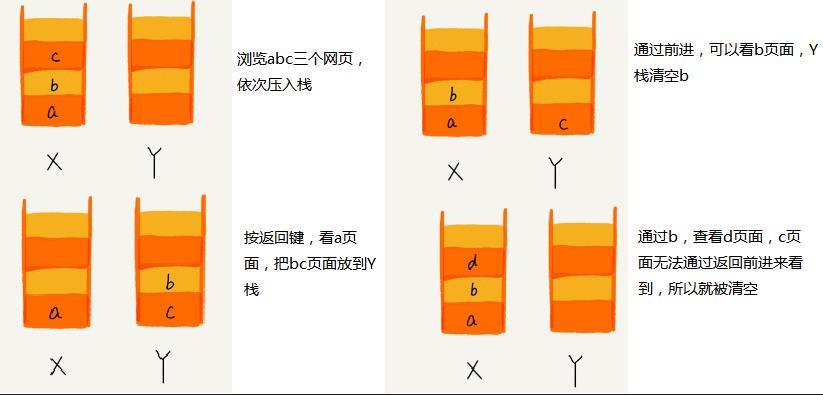 c
b
a
X Y
浏览abc三个网页，
依次压入栈
a
b
c
X Y
按返回键，看a页
面，把bc页面放到Y
栈
b
a
c
X Y
通过前进，可以看b页面，Y
栈清空b
d
b
a
X Y
通过b，查看d页面，c页
面无法通过返回前进来看
到，所以就被清空